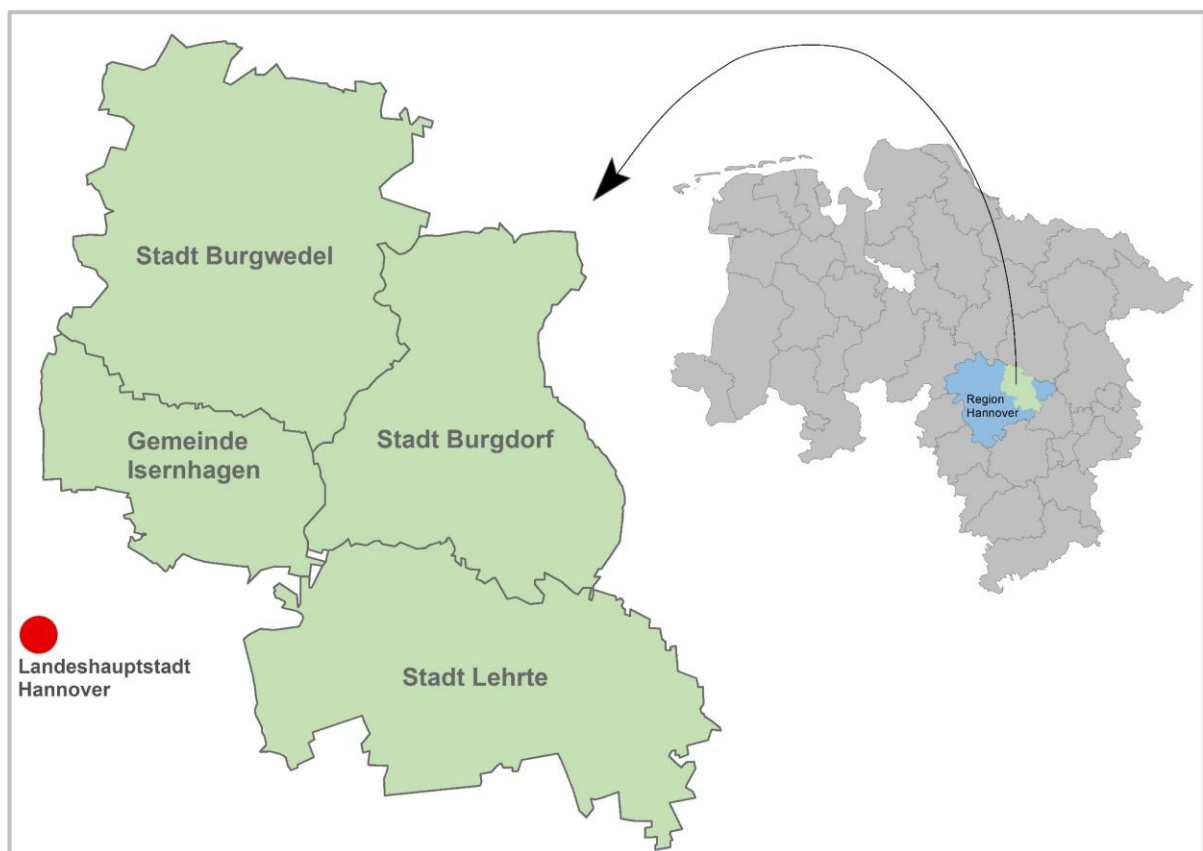 Stadt Burgwedel
Gemeinde
Isernhagen
Stadt Burgdorf
Region
Hannover
Landeshauptstadt
Hannover
Stadt Lehrte